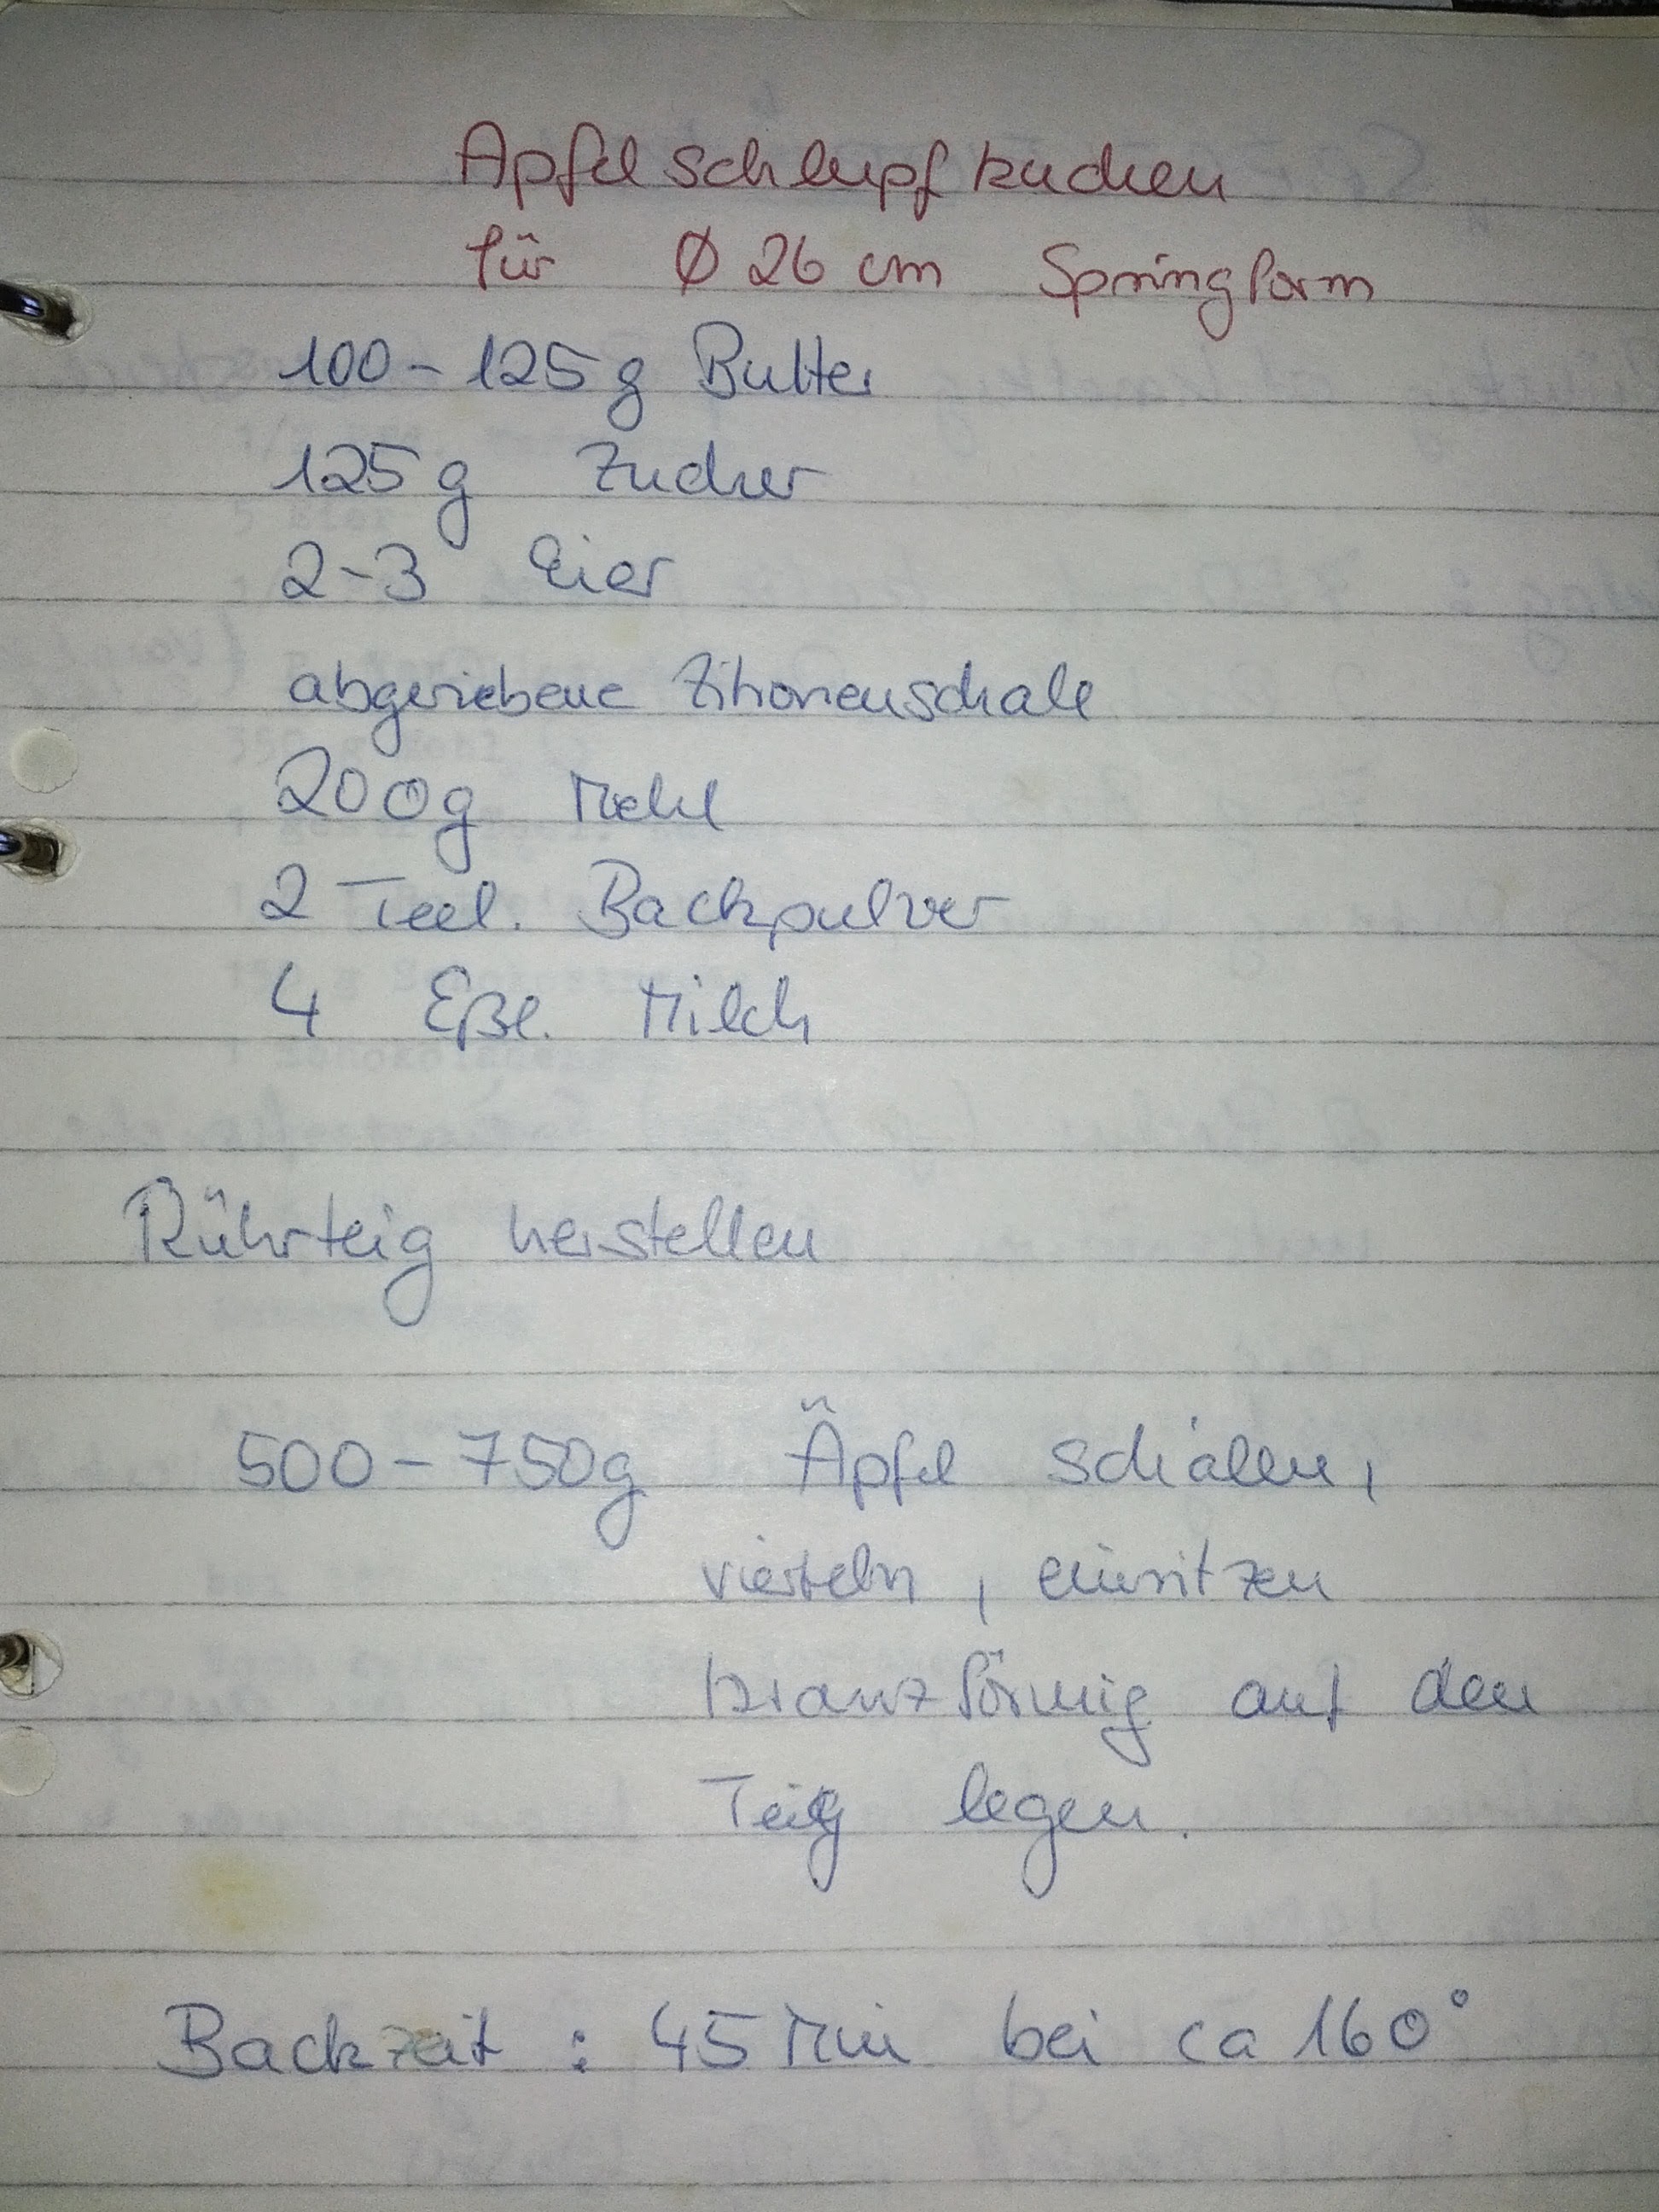 Apfelschlupfkuchen
für Ø 26 cm Springform
100 - 125 g Butter
125 g Zucker
2-3 Eier
abgeriebene Zitronenschale
200 g Mehl
2 Teel. Backpulver
4 Eßl. Milch
Rührteig herstellen
500 - 750 g Äpfel schälen,
vierteln, einritzen
kranzförmig auf den
Teig legen.
Backzeit : 45 Min bei ca 160°